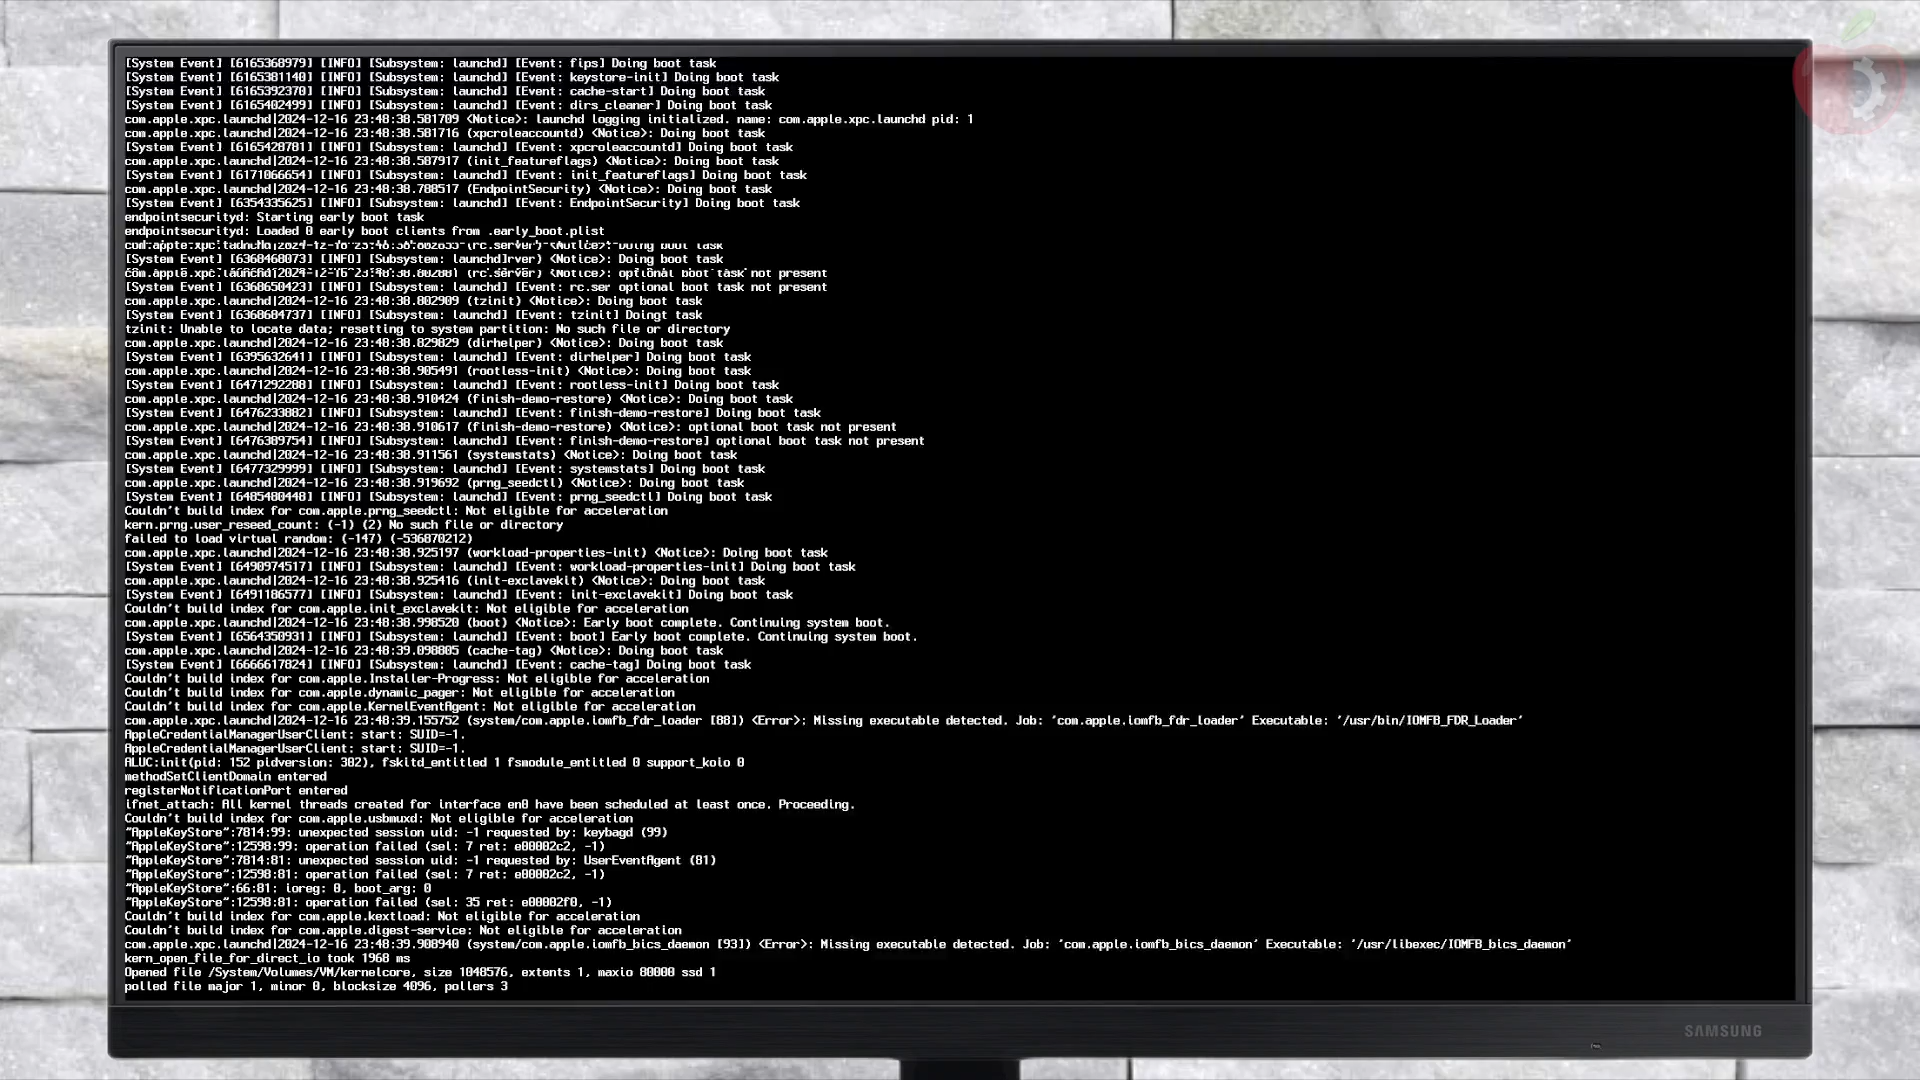 [System Event] [6165368979] [INFO] [Subsystem: launchd] [Event: fips] Doing boot task
[System Event] [6165381140] [INFO] [Subsystem: launchd] [Event: keystore-init] Doing boot task
[System Event] [6165392370] [INFO] [Subsystem: launchd] [Event: cache-start] Doing boot task
[System Event] [6165402499] [INFO] [Subsystem: launchd] [Event: dirs_cleaner] Doing boot task
com.apple.xpc.launchd|2024-12-16 23:48:38.581709 <Notice>: launchd logging initialized. name: com.apple.xpc.launchd pid: 1
com.apple.xpc.launchd|2024-12-16 23:48:38.581716 (xpcroleaccountd) <Notice>: Doing boot task
[System Event] [6165428781] [INFO] [Subsystem: launchd] [Event: xpcroleaccountd] Doing boot task
com.apple.xpc.launchd|2024-12-16 23:48:38.587917 (init_featureflags) <Notice>: Doing boot task
[System Event] [6171066654] [INFO] [Subsystem: launchd] [Event: init_featureflags] Doing boot task
com.apple.xpc.launchd|2024-12-16 23:48:38.788517 (EndpointSecurity) <Notice>: Doing boot task
[System Event] [6354335625] [INFO] [Subsystem: launchd] [Event: EndpointSecurity] Doing boot task
endpointsecurityd: Starting early boot task
endpointsecurityd: Loaded 0 early boot clients from .early_boot.plist
(rc.server) <Notice>: Doing boot task
[System Event] [6368468073] [INFO] [Subsystem: launchd]rver) <Notice>: Doing boot task
(rc.server) <Notice>: optional boot task not present
[System Event] [6368650423] [INFO] [Subsystem: launchd] [Event: rc.ser optional boot task not present
com.apple.xpc.launchd|2024-12-16 23:48:38.802909 (tzinit) <Notice>: Doing boot task
[System Event] [6368684737] [INFO] [Subsystem: launchd] [Event: tzinit] Doingt task
tzinit: Unable to locate data; resetting to system partition: No such file or directory
com.apple.xpc.launchd|2024-12-16 23:48:38.829829 (dirhelper) <Notice>: Doing boot task
[System Event] [6395632641] [INFO] [Subsystem: launchd] [Event: dirhelper] Doing boot task
com.apple.xpc.launchd|2024-12-16 23:48:38.905491 (rootless-init) <Notice>: Doing boot task
[System Event] [6471292288] [INFO] [Subsystem: launchd] [Event: rootless-init] Doing boot task
com.apple.xpc.launchd|2024-12-16 23:48:38.910424 (finish-demo-restore) <Notice>: Doing boot task
[System Event] [6476233882] [INFO] [Subsystem: launchd] [Event: finish-demo-restore] Doing boot task
com.apple.xpc.launchd|2024-12-16 23:48:38.910617 (finish-demo-restore) <Notice>: optional boot task not present
[System Event] [6476389754] [INFO] [Subsystem: launchd] [Event: finish-demo-restore] optional boot task not present
com.apple.xpc.launchd|2024-12-16 23:48:38.911561 (systemstats) <Notice>: Doing boot task
[System Event] [6477329999] [INFO] [Subsystem: launchd] [Event: systemstats] Doing boot task
com.apple.xpc.launchd|2024-12-16 23:48:38.919692 (prng_seedctl) <Notice>: Doing boot task
[System Event] [6485480448] [INFO] [Subsystem: launchd] [Event: prng_seedctl] Doing boot task
Couldn't build index for com.apple.prng_seedctl: Not eligible for acceleration
kern.prng.user_reseed_count: (-1) (2) No such file or directory
failed to load virtual random: (-147) (-536870212)
com.apple.xpc.launchd|2024-12-16 23:48:38.925197 (workload-properties-init) <Notice>: Doing boot task
[System Event] [6490974517] [INFO] [Subsystem: launchd] [Event: workload-properties-init] Doing boot task
com.apple.xpc.launchd|2024-12-16 23:48:38.925416 (init-exclavekit) <Notice>: Doing boot task
[System Event] [6491186577] [INFO] [Subsystem: launchd] [Event: init-exclavekit] Doing boot task
Couldn't build index for com.apple.init_exclavekit: Not eligible for acceleration
com.apple.xpc.launchd|2024-12-16 23:48:38.998520 (boot) <Notice>: Early boot complete. Continuing system boot.
[System Event] [6564350931] [INFO] [Subsystem: launchd] [Event: boot] Early boot complete. Continuing system boot.
com.apple.xpc.launchd|2024-12-16 23:48:39.098805 (cache-tag) <Notice>: Doing boot task
[System Event] [6666617824] [INFO] [Subsystem: launchd] [Event: cache-tag] Doing boot task
Couldn't build index for com.apple.Installer-Progress: Not eligible for acceleration
Couldn't build index for com.apple.dynamic_pager: Not eligible for acceleration
Couldn't build index for com.apple.KernelEventAgent: Not eligible for acceleration
com.apple.xpc.launchd|2024-12-16 23:48:39.155752 (system/com.apple.iomfb_fdr_loader [88]) <Error>: Missing executable detected. Job: 'com.apple.iomfb_fdr_loader' Executable: '/usr/bin/IOMFB_FDR_Loader'
AppleCredentialManagerUserClient: start: SUID=-1.
AppleCredentialManagerUserClient: start: SUID=-1.
ALUC:init(pid: 152 pidversion: 302), fskitd_entitled 1 fsmodule_entitled 0 support_kolo 0
methodSetClientDomain entered
registerNotificationPort entered
ifnet_attach: All kernel threads created for interface en0 have been scheduled at least once. Proceeding.
Couldn't build index for com.apple.usbmuxd: Not eligible for acceleration
"AppleKeyStore":7814:99: unexpected session uid: -1 requested by: keybagd (99)
"AppleKeyStore":12598:99: operation failed (sel: 7 ret: e00002c2, -1)
"AppleKeyStore":7814:81: unexpected session uid: -1 requested by: UserEventAgent (81)
"AppleKeyStore":12598:81: operation failed (sel: 7 ret: e00002c2, -1)
"AppleKeyStore":66:81: ioreg: 0, boot_arg: 0
"AppleKeyStore":12598:81: operation failed (sel: 35 ret: e00002f0, -1)
Couldn't build index for com.apple.kextload: Not eligible for acceleration
Couldn't build index for com.apple.digest-service: Not eligible for acceleration
com.apple.xpc.launchd|2024-12-16 23:48:39.908940 (system/com.apple.iomfb_bics_daemon [93]) <Error>: Missing executable detected. Job: 'com.apple.iomfb_bics_daemon' Executable: '/usr/libexec/IOMFB_bics_daemon'
kern_open_file_for_direct_io took 1968 ms
Opened file /System/Volumes/VM/kernelcore, size 1048576, extents 1, maxio 80000 ssd 1
polled file major 1, minor 0, blocksize 4096, pollers 3
SAMSUNG